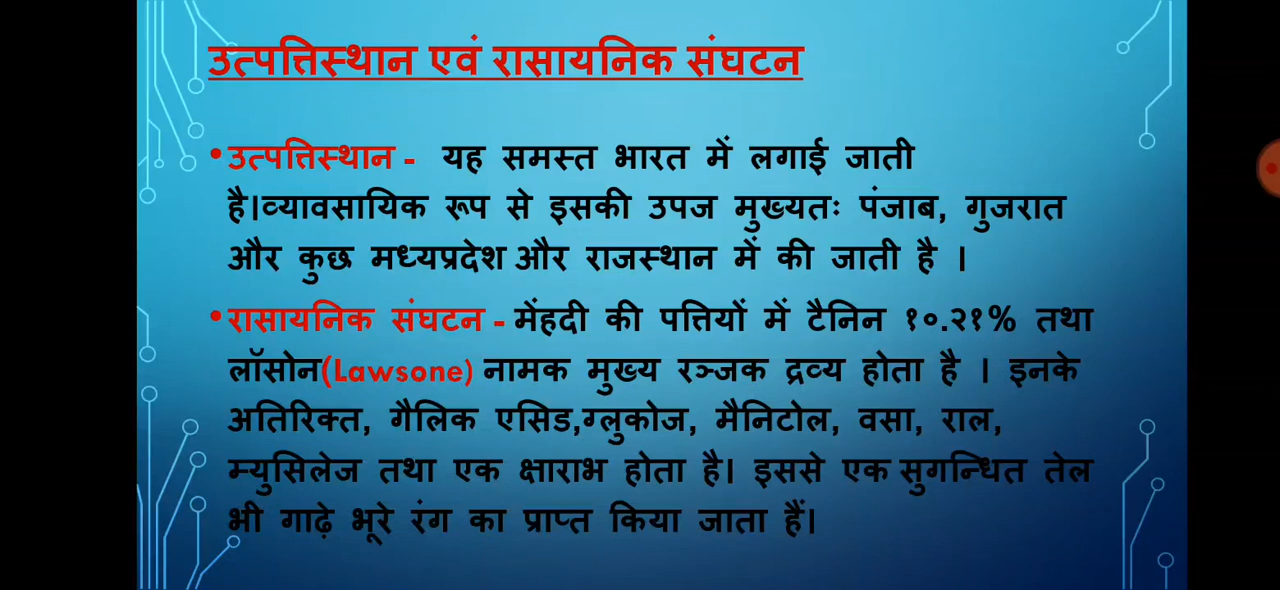 उत्पत्तिस्थान एवं रासायनिक संघटन
•उत्पत्तिस्थान - यह समस्त भारत में लगाई जाती
है।व्यावसायिक रूप से इसकी उपज मुख्यतः पंजाब, गुजरात
और कुछ मध्यप्रदेश और राजस्थान में की जाती है ।
•रासायनिक संघटन - मेंहदी की पत्तियों में टैनिन १०.२१% तथा
लॉसोन(Lawsone) नामक मुख्य रञ्जक द्रव्य होता है । इनके
अतिरिक्त, गैलिक एसिड,ग्लुकोज, मैनिटोल, वसा, राल,
म्युसिलेज तथा एक क्षाराभ होता है। इससे एक सुगन्धित तेल
भी गाढ़े भूरे रंग का प्राप्त किया जाता हैं।